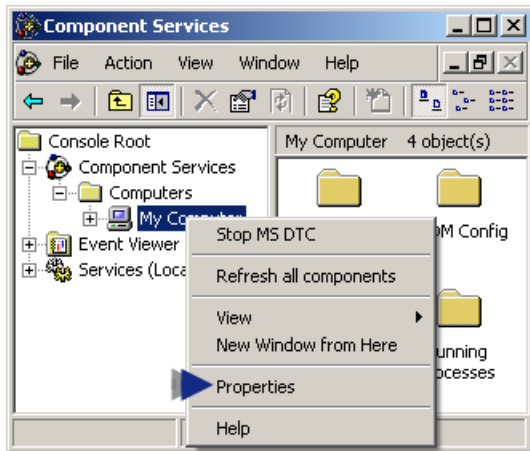 Component Services
File Action View Window Help
Console Root
My Computer 4 object(s)
Component Services
Computers
My Computer
Event Viewer
Services (Loca
Stop MS DTC
Refresh all components
View
New Window from Here
Properties
Help
OM Config
unning
ocesses